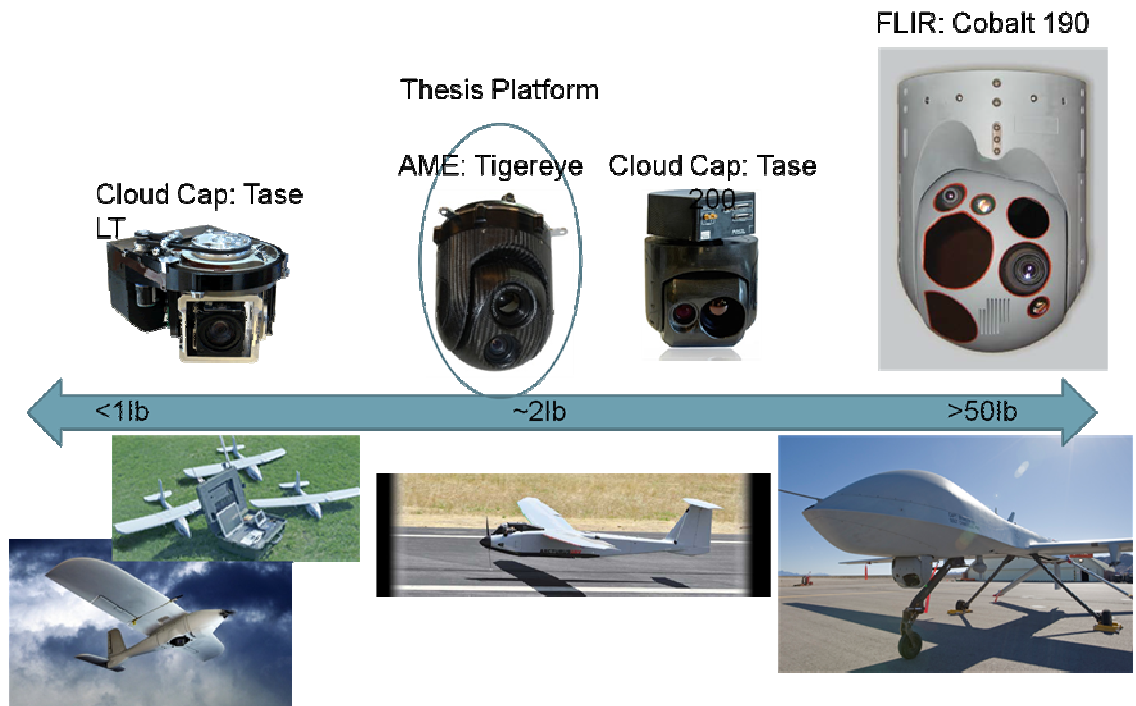 FLIR: Cobalt 190
Thesis Platform
AME: Tigereye
Cloud Cap: Tase
200
Cloud Cap: Tase
LT
<1lb
~2lb
>50lb